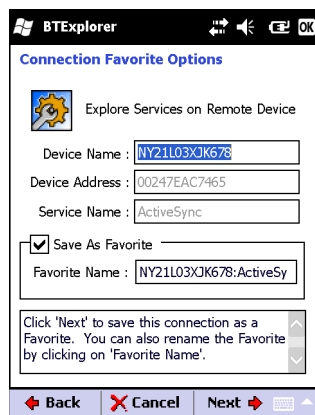 BTExplorer OK
Connection Favorite Options
Explore Services on Remote Device
Device Name : NY21L03XJK678
Device Address : 00247EAC7465
Service Name : ActiveSync
Save As Favorite
Favorite Name : NY21L03XJK678:ActiveSy
Click 'Next' to save this connection as a
Favorite. You can also rename the Favorite
by clicking on 'Favorite Name'.
Back Cancel Next